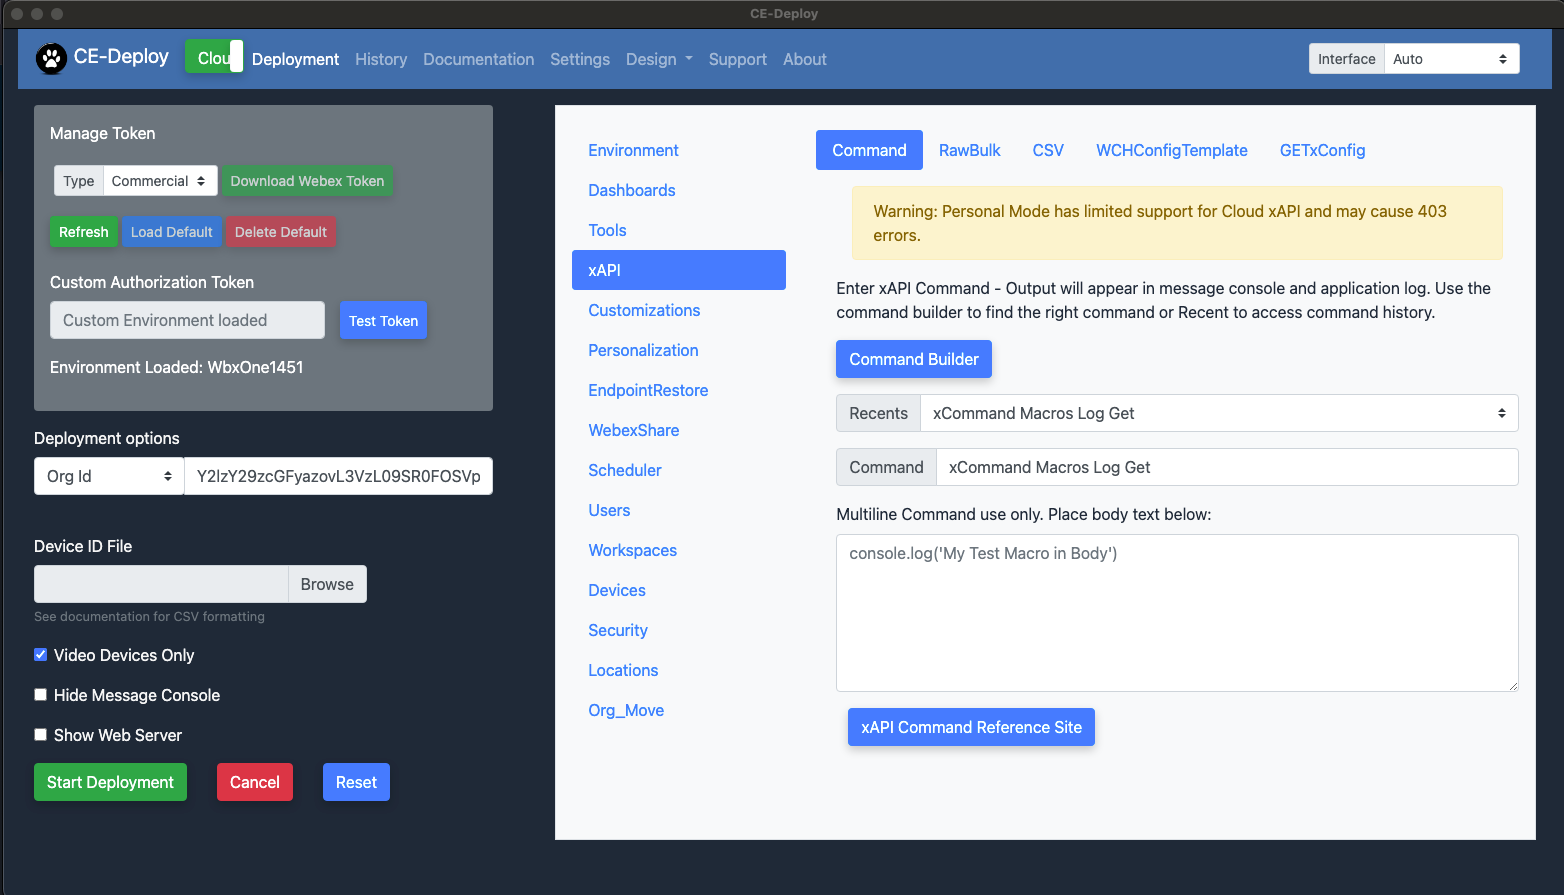 CE-Deploy
CE-Deploy
Clou
Deployment
History
Documentation
Settings
Design
Support
About
Interface
Auto
Manage Token
Type
Commercial
Download Webex Token
Refresh
Load Default
Delete Default
Custom Authorization Token
Custom Environment loaded
Test Token
Environment Loaded: WbxOne1451
Deployment options
Org Id
Y2lzY29zcGFyazovL3VzL09SR0FOSVp
Device ID File
Browse
See documentation for CSV formatting
Video Devices Only
Hide Message Console
Show Web Server
Start Deployment
Cancel
Reset
Environment
Dashboards
Tools
xAPI
Customizations
Personalization
EndpointRestore
WebexShare
Scheduler
Users
Workspaces
Devices
Security
Locations
Org_Move
Command
RawBulk
CSV
WCHConfigTemplate
GETxConfig
Warning: Personal Mode has limited support for Cloud xAPI and may cause 403
errors.
Enter xAPI Command - Output will appear in message console and application log. Use the
command builder to find the right command or Recent to access command history.
Command Builder
Recents
xCommand Macros Log Get
Command
xCommand Macros Log Get
Multiline Command use only. Place body text below:
console.log('My Test Macro in Body')
xAPI Command Reference Site